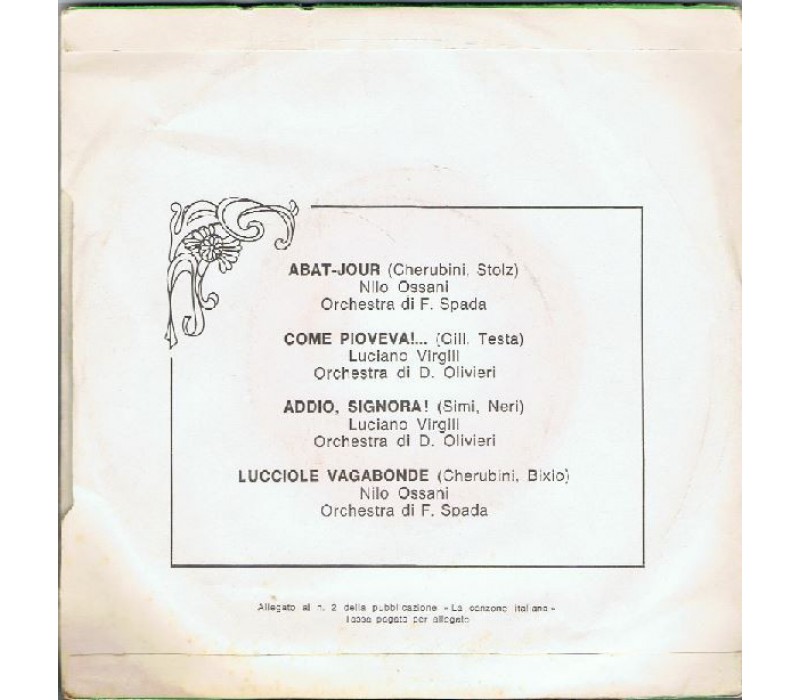 ABAT-JOUR (Cherubini, Stolz)
Nilo Ossani
Orchestra di F. Spada
COME PIOVEVA!... (Gill, Testa)
Luciano Virgili
Orchestra di D. Olivieri
ADDIO, SIGNORA! (Simi, Neri)
Luciano Virgili
Orchestra di D. Olivieri
LUCCIOLE VAGABONDE (Cherubini, Bixio)
Nilo Ossani
Orchestra di F. Spada
Allegato al n. 2 della pubblicazione «La canzone italiana»
Tassa pagata per allegato